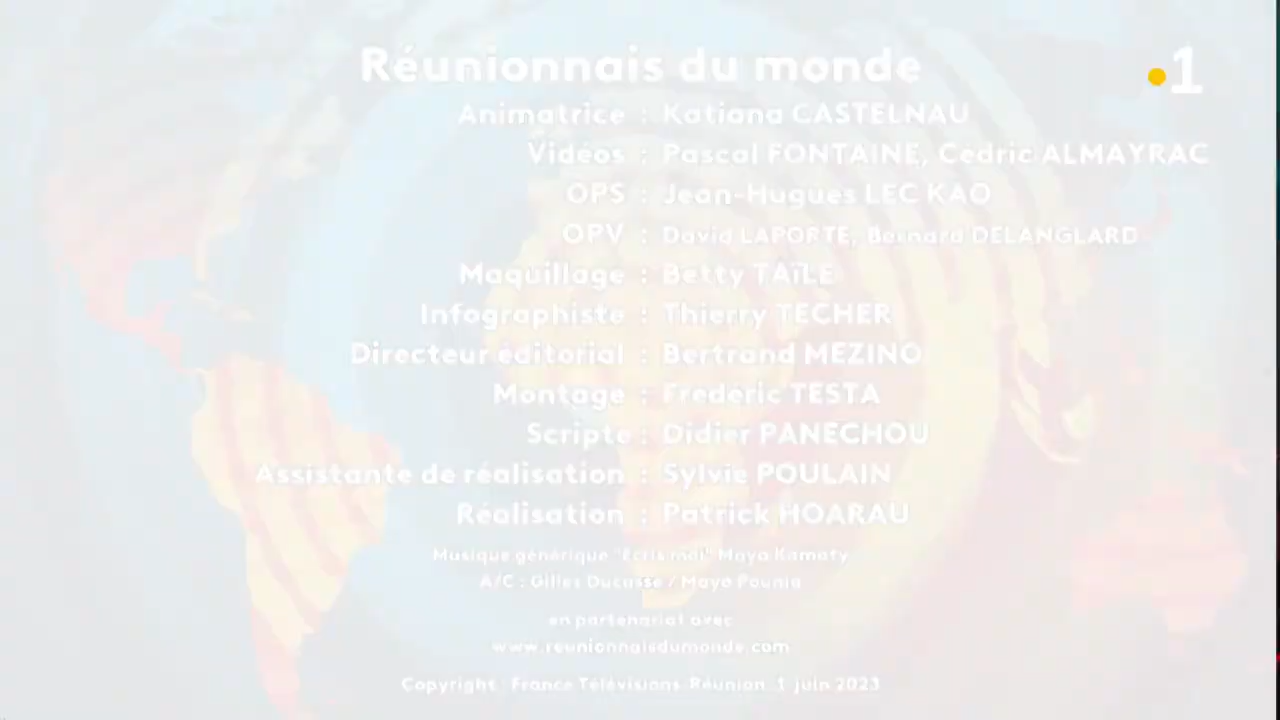 Réunionnais du monde
1
Animatrice : Katiana CASTELNAU
Vidéos : Pascal FONTAINE, Cédric ALMAYRAC
OPS : Jean-Hugues LEC KAO
OPV : David LAPORTE, Bernard DELANGLARD
Maquillage : Betty TAÏLE
Infographiste : Thierry TECHER
Directeur éditorial : Bertrand MEZINO
Montage : Frédéric TESTA
Scripte : Didier PANECHOU
Assistante de réalisation : Sylvie POULAIN
Réalisation : Patrick HOARAU
Musique générique "Ecris moi" Maya Kamaty
A/C : Gilles Ducasse / Maya Pounia
en partenariat avec
www.reunionnaisdumonde.com
Copyright : France Télévisions Réunion 1 juin 2023